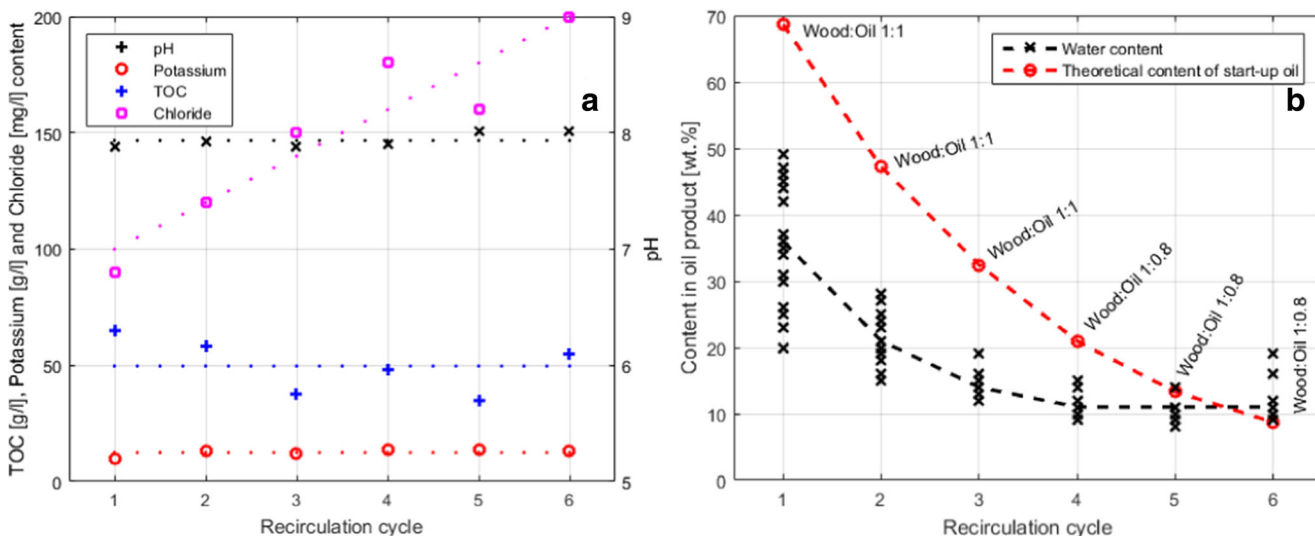 TOC [g/l], Potassium [g/l] and Chloride [mg/l] content
200
150
100
50
0
pH
Potassium
TOC
Chloride
a
9
8
7
6
5
pH
1 2 3 4 5 6
Recirculation cycle
Content in oil product [wt.%]
70
60
50
40
30
20
10
0
Water content
Theoretical content of start-up oil
b
Wood:Oil 1:1
Wood:Oil 1:1
Wood:Oil 1:1
Wood:Oil 1:0.8
Wood:Oil 1:0.8
Wood:Oil 1:0.8
1 2 3 4 5 6
Recirculation cycle